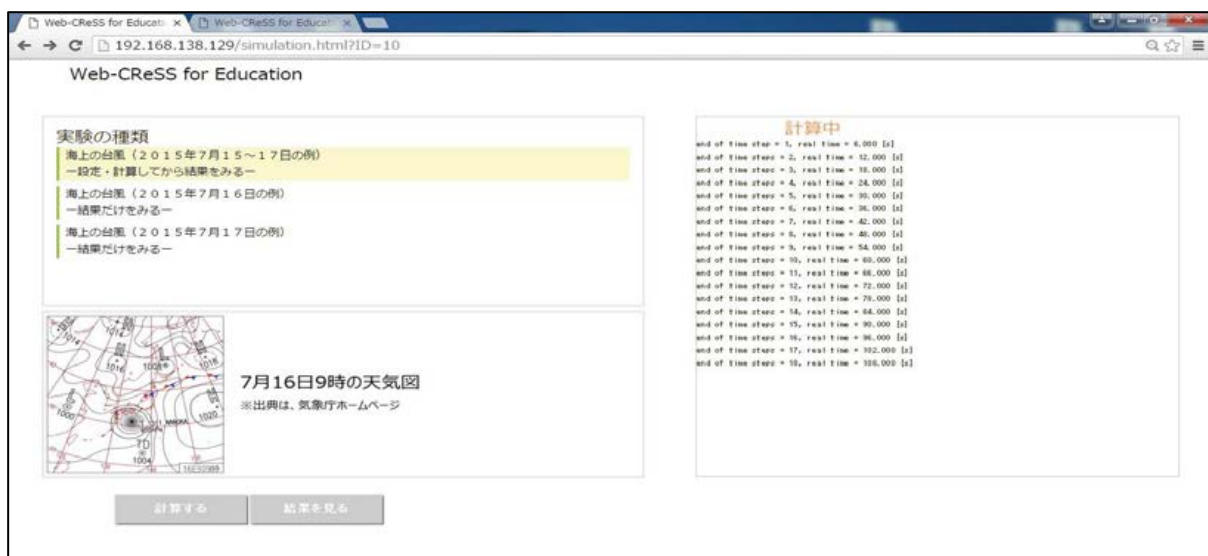 Web-CReSS for Educati
Web-CReSS for Educat
192.168.138.129/simulation.html?ID=10
Web-CReSS for Education
実験の種類
海上の台風（２０１５年７月１５～１７日の例）
ー設定・計算してから結果をみるー
海上の台風（２０１５年７月１６日の例）
ー結果だけをみるー
海上の台風（２０１５年７月１７日の例）
ー結果だけをみるー
1014
1014
1016
1008
1018
1000
1020
TD
1004
7月16日9時の天気図
※出典は、気象庁ホームページ
計算する
結果を見る
計算中
end of time step = 1, real time = 6.000 [s]
end of time steps = 2, real time = 12.000 [s]
end of time steps = 3, real time = 18.000 [s]
end of time steps = 4, real time = 24.000 [s]
end of time steps = 5, real time = 30.000 [s]
end of time steps = 6, real time = 36.000 [s]
end of time steps = 7, real time = 42.000 [s]
end of time steps = 8, real time = 48.000 [s]
end of time steps = 9, real time = 54.000 [s]
end of time steps = 10, real time = 60.000 [s]
end of time steps = 11, real time = 66.000 [s]
end of time steps = 12, real time = 72.000 [s]
end of time steps = 13, real time = 78.000 [s]
end of time steps = 14, real time = 84.000 [s]
end of time steps = 15, real time = 90.000 [s]
end of time steps = 16, real time = 96.000 [s]
end of time steps = 17, real time = 102.000 [s]
end of time steps = 18, real time = 108.000 [s]